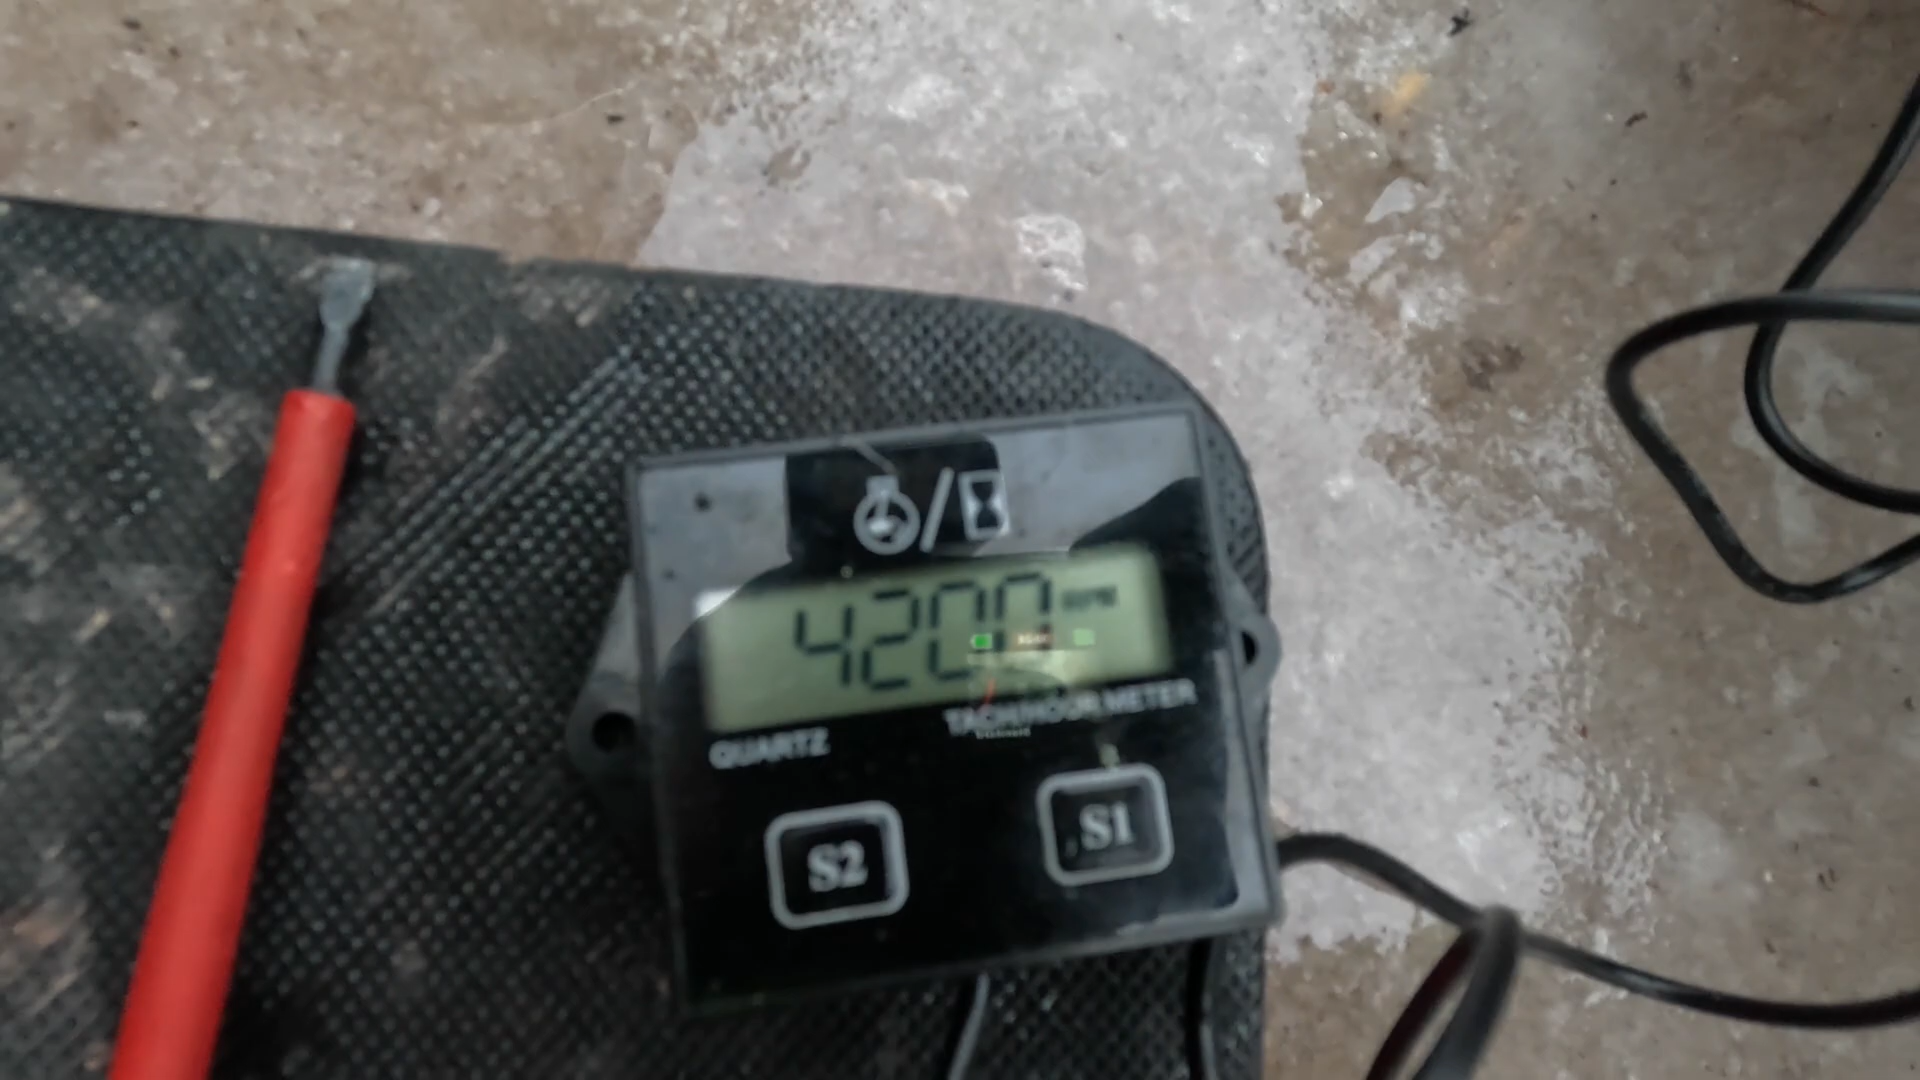 4200 RPM
QUARTZ
TACH/HOUR METER
S2
S1